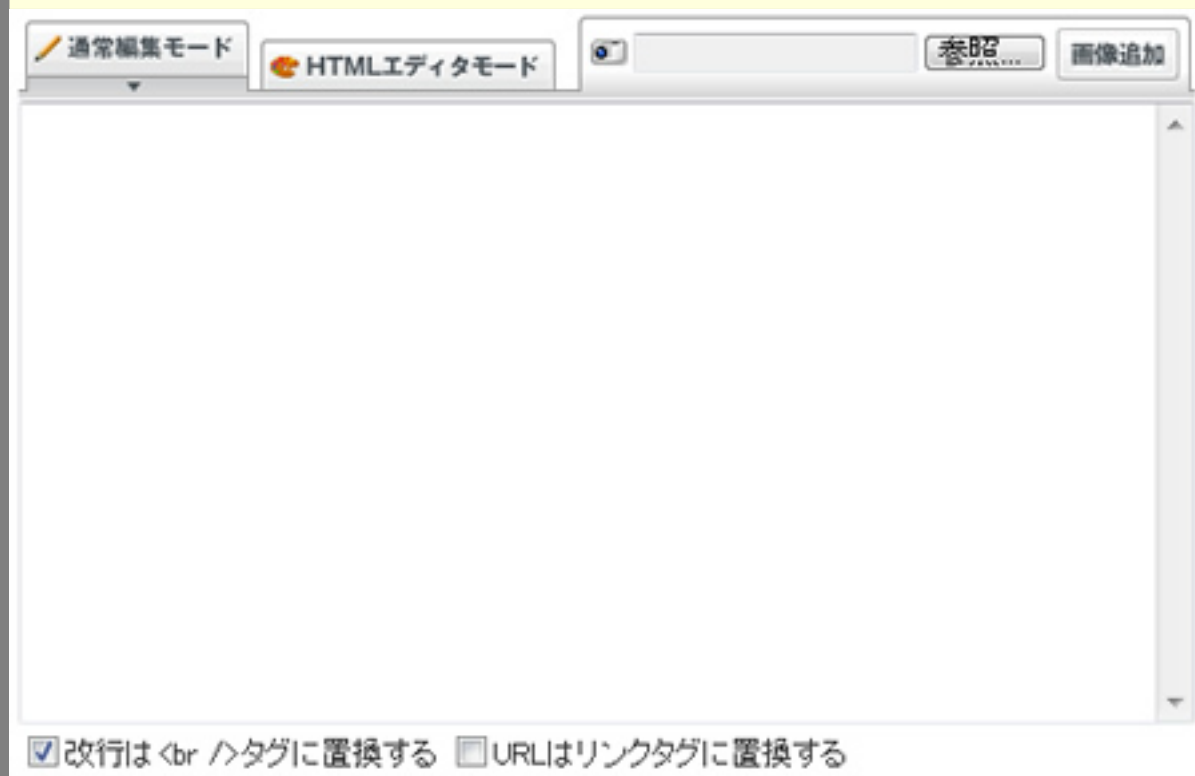 通常編集モード
HTMLエディタモード
参照...
画像追加
改行は<br />タグに置換する
URLはリンクタグに置換する